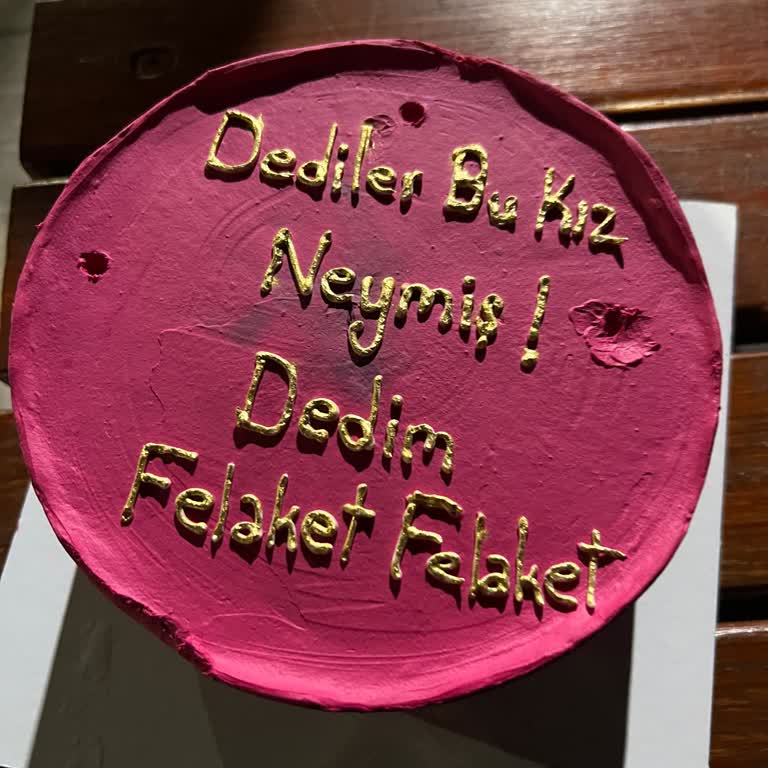 Dediler Bu Kız
Neymiş !
Dedim
Felaket Felaket